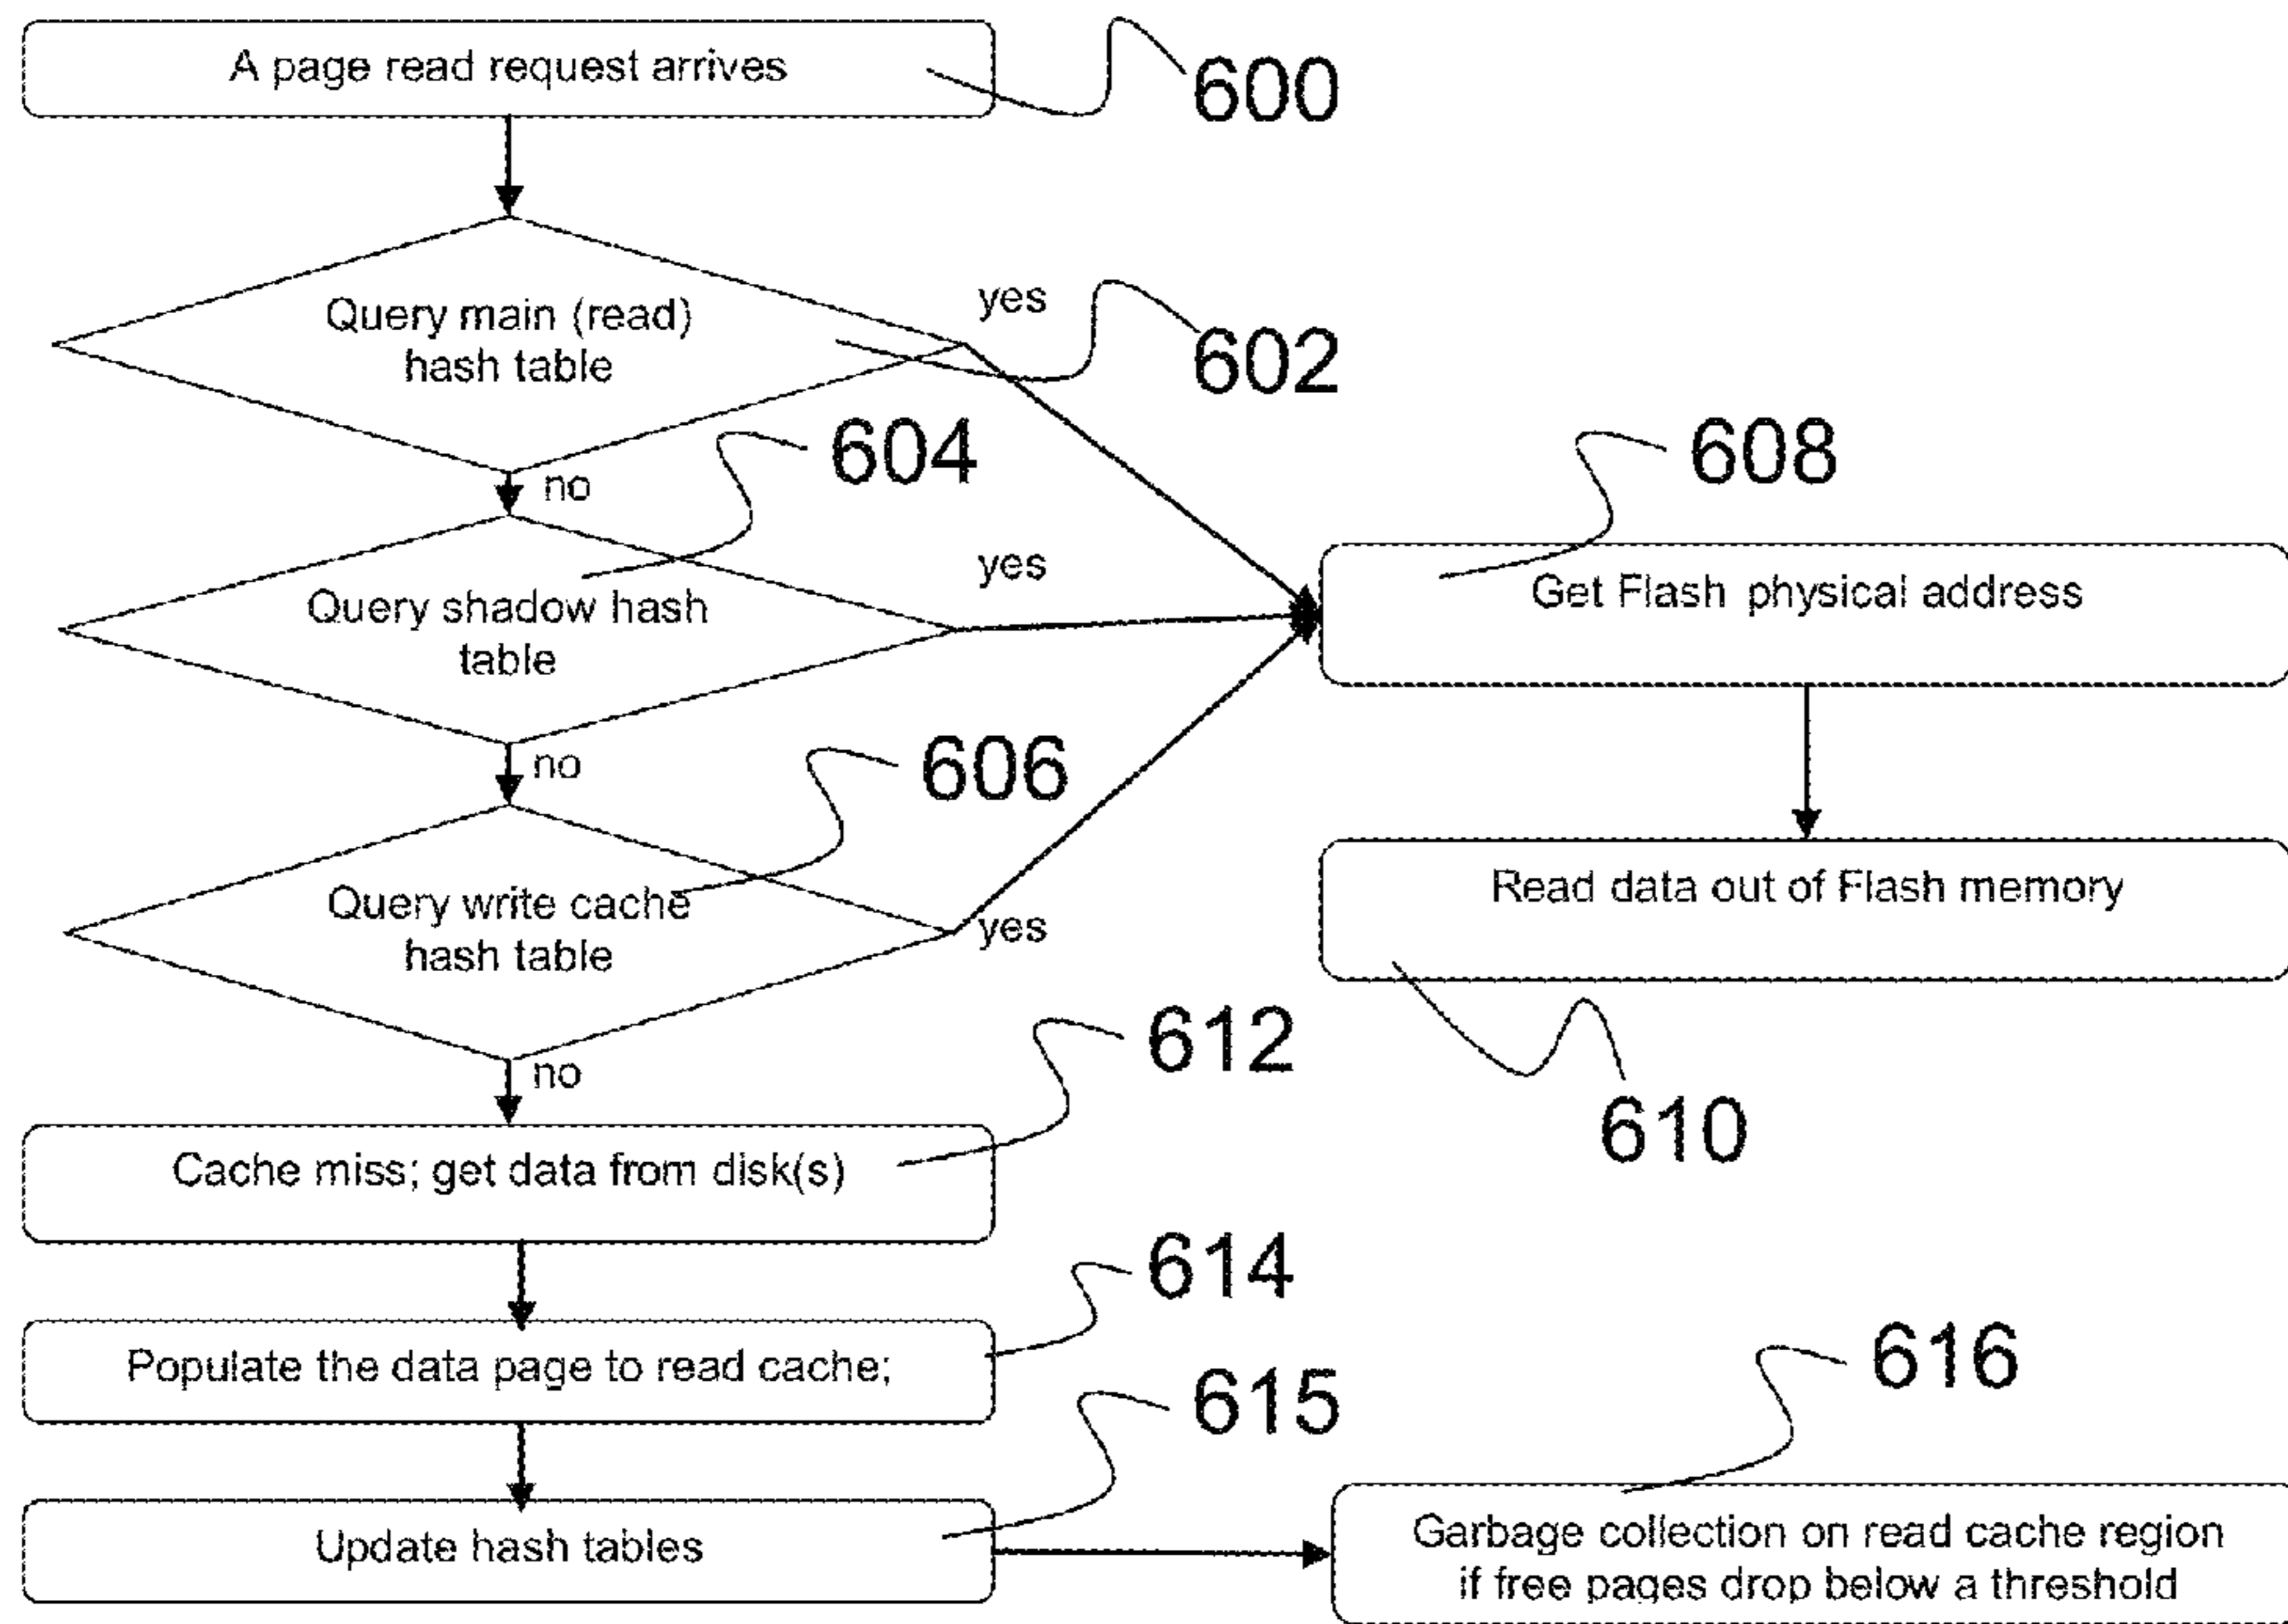 A page read request arrives
600
Query main (read)
hash table
yes
602
no
604
Query shadow hash
table
yes
608
Get Flash physical address
no
606
Query write cache
hash table
yes
Read data out of Flash memory
610
no
612
Cache miss; get data from disk(s)
614
Populate the data page to read cache;
615
Update hash tables
616
Garbage collection on read cache region
if free pages drop below a threshold